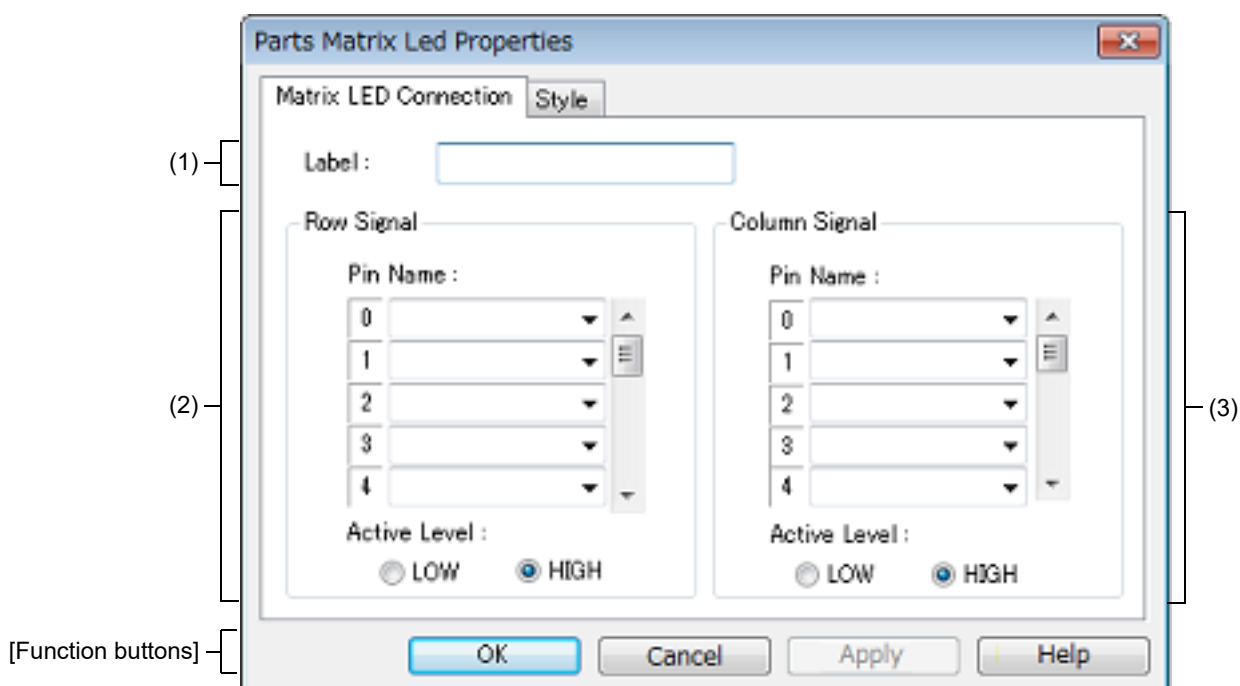 Parts Matrix Led Properties
Matrix LED Connection Style
(1)
Label :
(2)
Row Signal
Pin Name :
0
1
2
3
4
Active Level :
LOW HIGH
Column Signal
Pin Name :
0
1
2
3
4
Active Level :
LOW HIGH
(3)
[Function buttons]
OK Cancel Apply Help